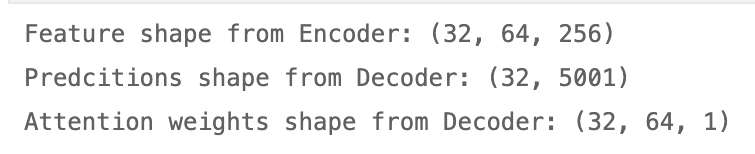 Feature shape from Encoder: (32, 64, 256)
Predcitions shape from Decoder: (32, 5001)
Attention weights shape from Decoder: (32, 64, 1)